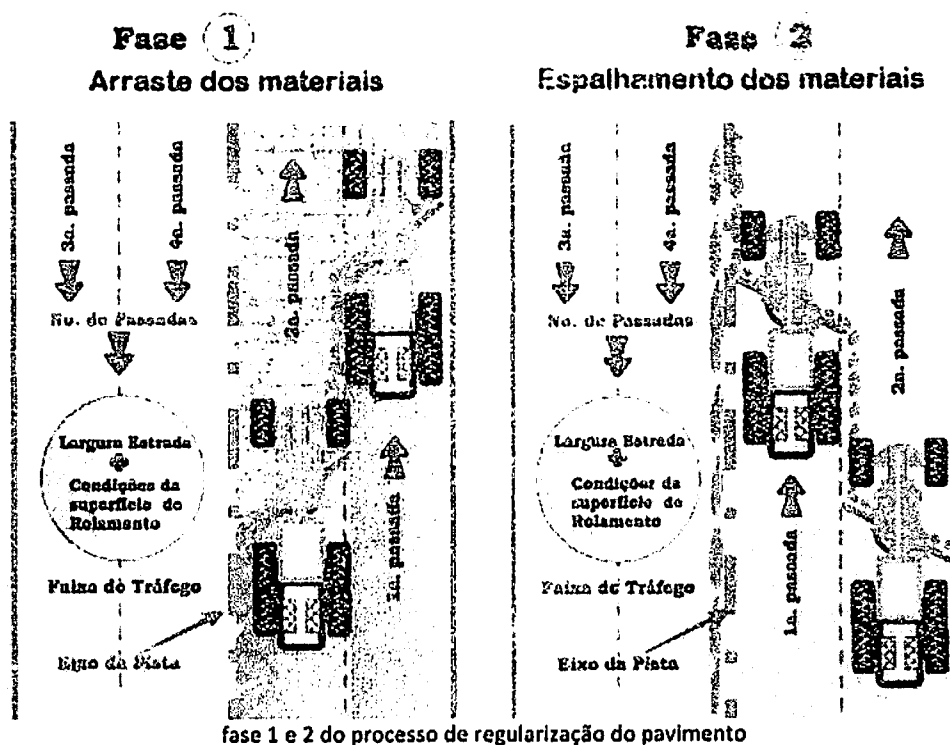 Fase 1
Arraste dos materiais
3a. passada
4a. passada
2a. passada
No. de Passadas
Largura Estrada
+
Condições da
superfície de
Rolamento
1a. passada
Faixa de Tráfego
Eixo da Pista
Fase 2
Espalhamento dos materiais
3a. passada
4a. passada
2a. passada
No. de Passadas
Largura Estrada
+
Condições da
superfície de
Rolamento
1a. passada
Faixa de Tráfego
Eixo da Pista
fase 1 e 2 do processo de regularização do pavimento